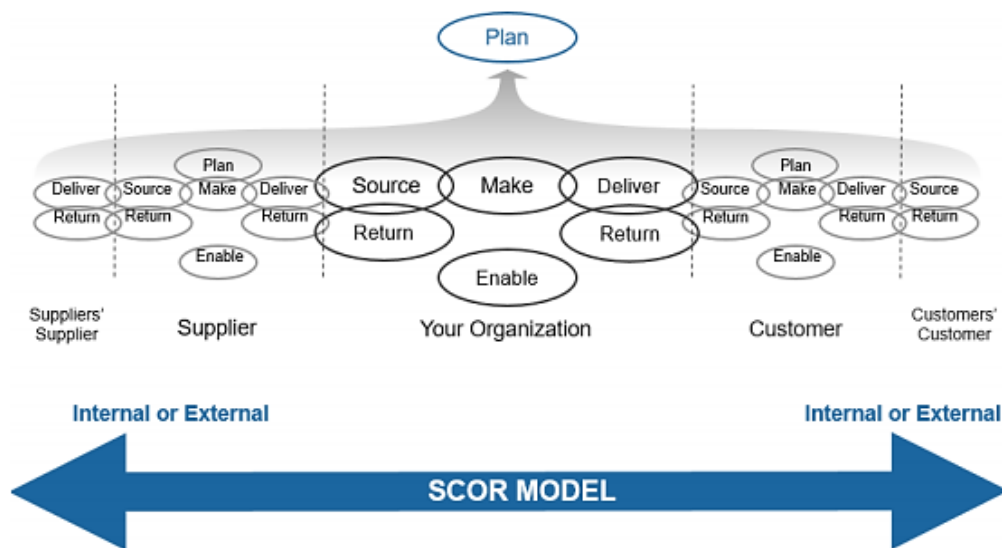 Plan
Plan
Plan
Deliver Source Make Deliver Source Make Deliver Source Make Deliver Source
Return Return Return Return Return Return Return Return
Enable Enable Enable
Suppliers'
Supplier
Supplier
Your Organization
Customer
Customers'
Customer
Internal or External
Internal or External
SCOR MODEL